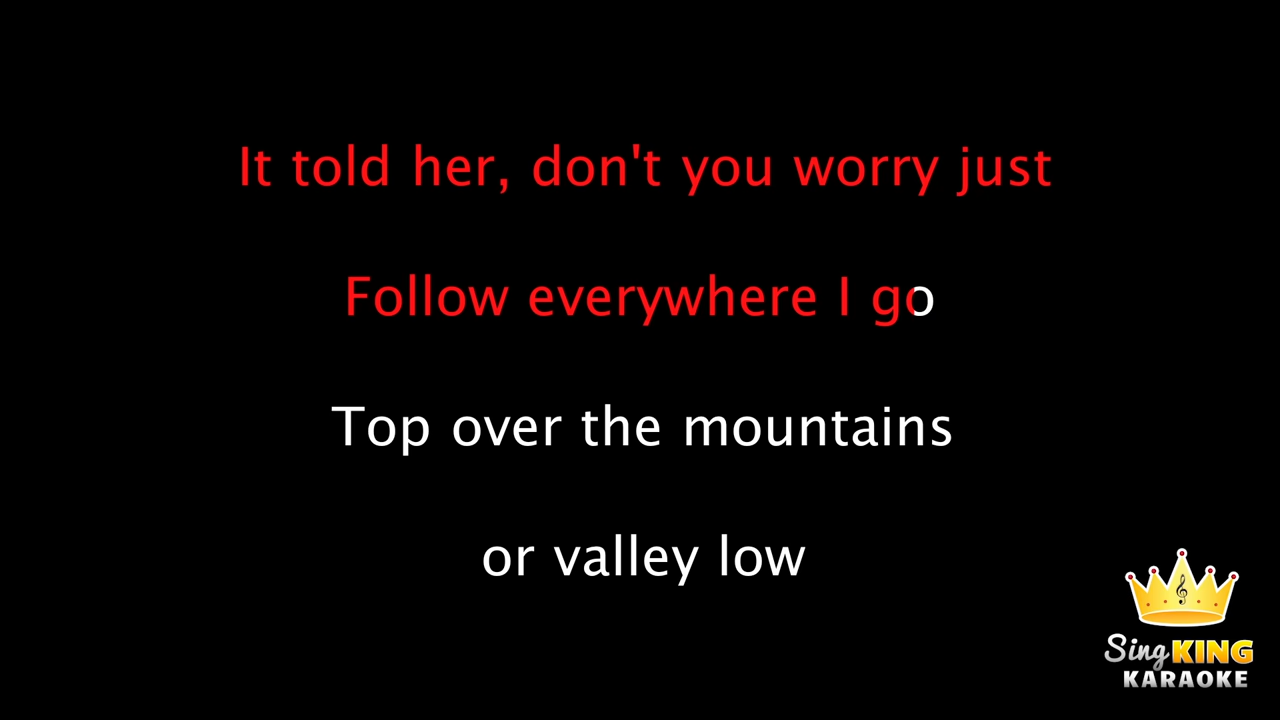 It told her, don't you worry just
Follow everywhere I go
Top over the mountains
or valley low
Sing KING
KARAOKE